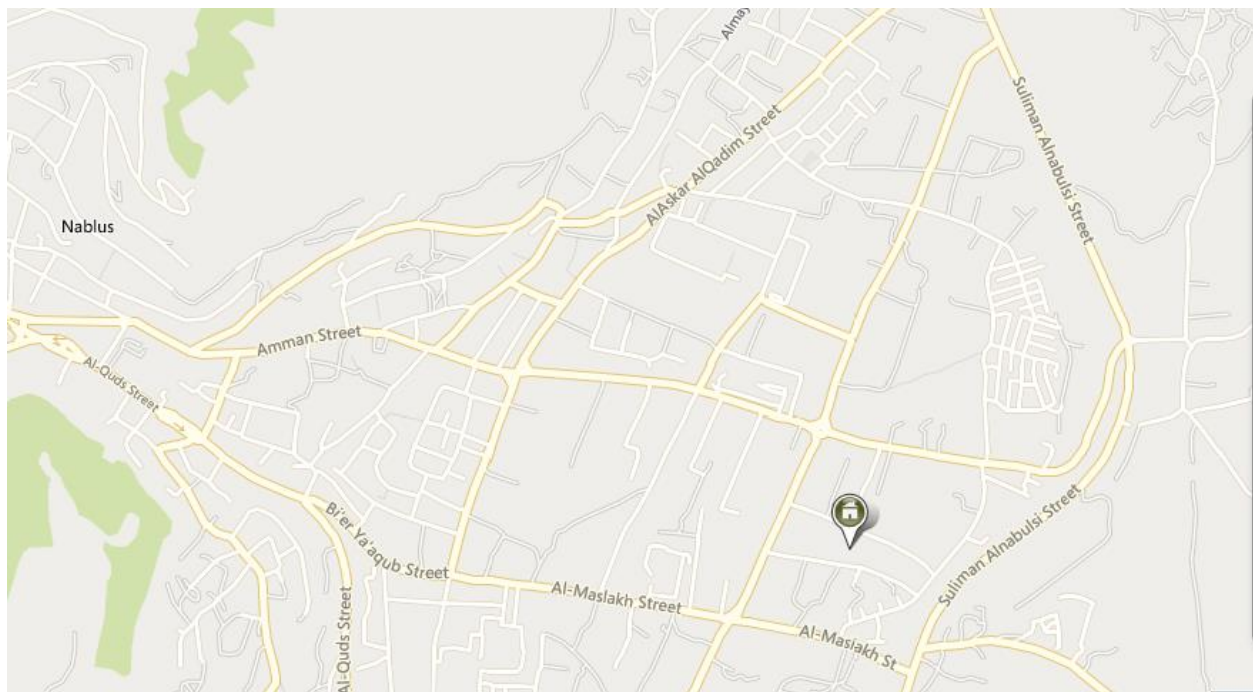 Almay
Suliman Alnabulsi Street
AlAskar AlQadim Street
Nablus
Amman Street
Al-Quds Street
Bi'er Ya'aqub Street
Suliman Alnabulsi Street
Al-Maslakh Street
Al-Quds Street
Al-Maslakh St